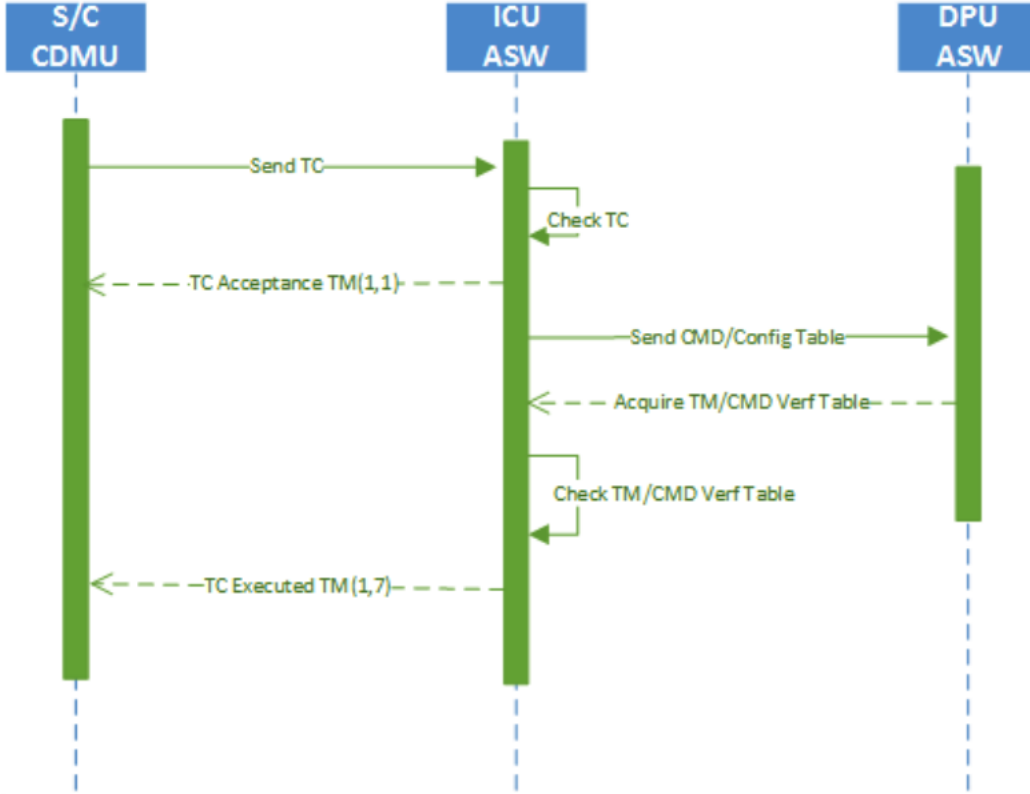 S/C
CDMU
ICU
ASW
DPU
ASW
Send TC
Check TC
TC Acceptance TM(1,1)
Send CMD/Config Table
Acquire TM/CMD Verf Table
Check TM/CMD Verf Table
TC Executed TM(1,7)